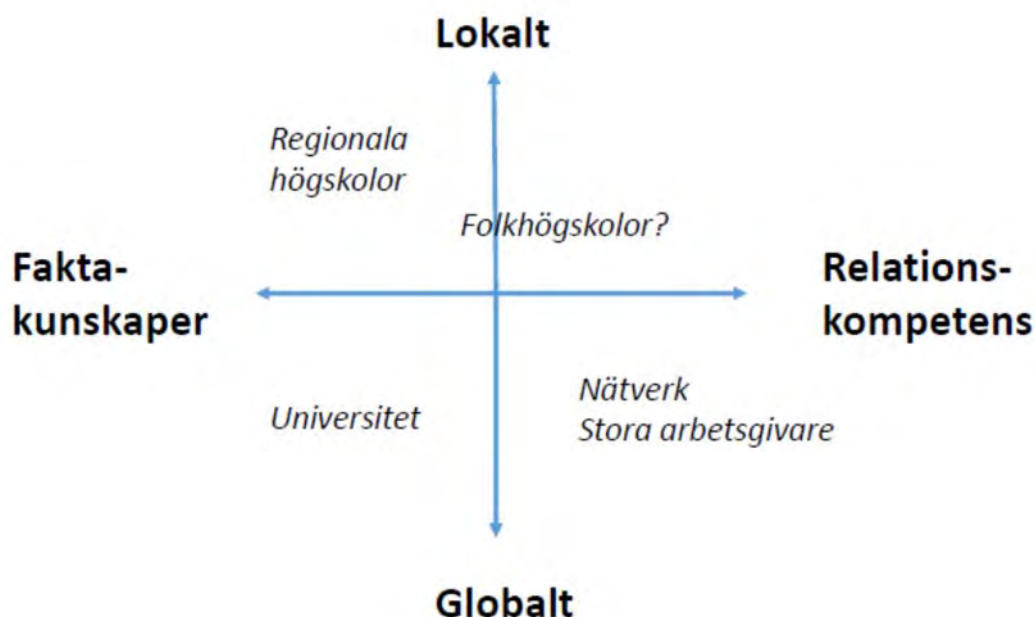 Lokalt
Regionala
högskolor
Folkhögskolor?
Fakta-
kunskaper
Relations-
kompetens
Universitet
Nätverk
Stora arbetsgivare
Globalt